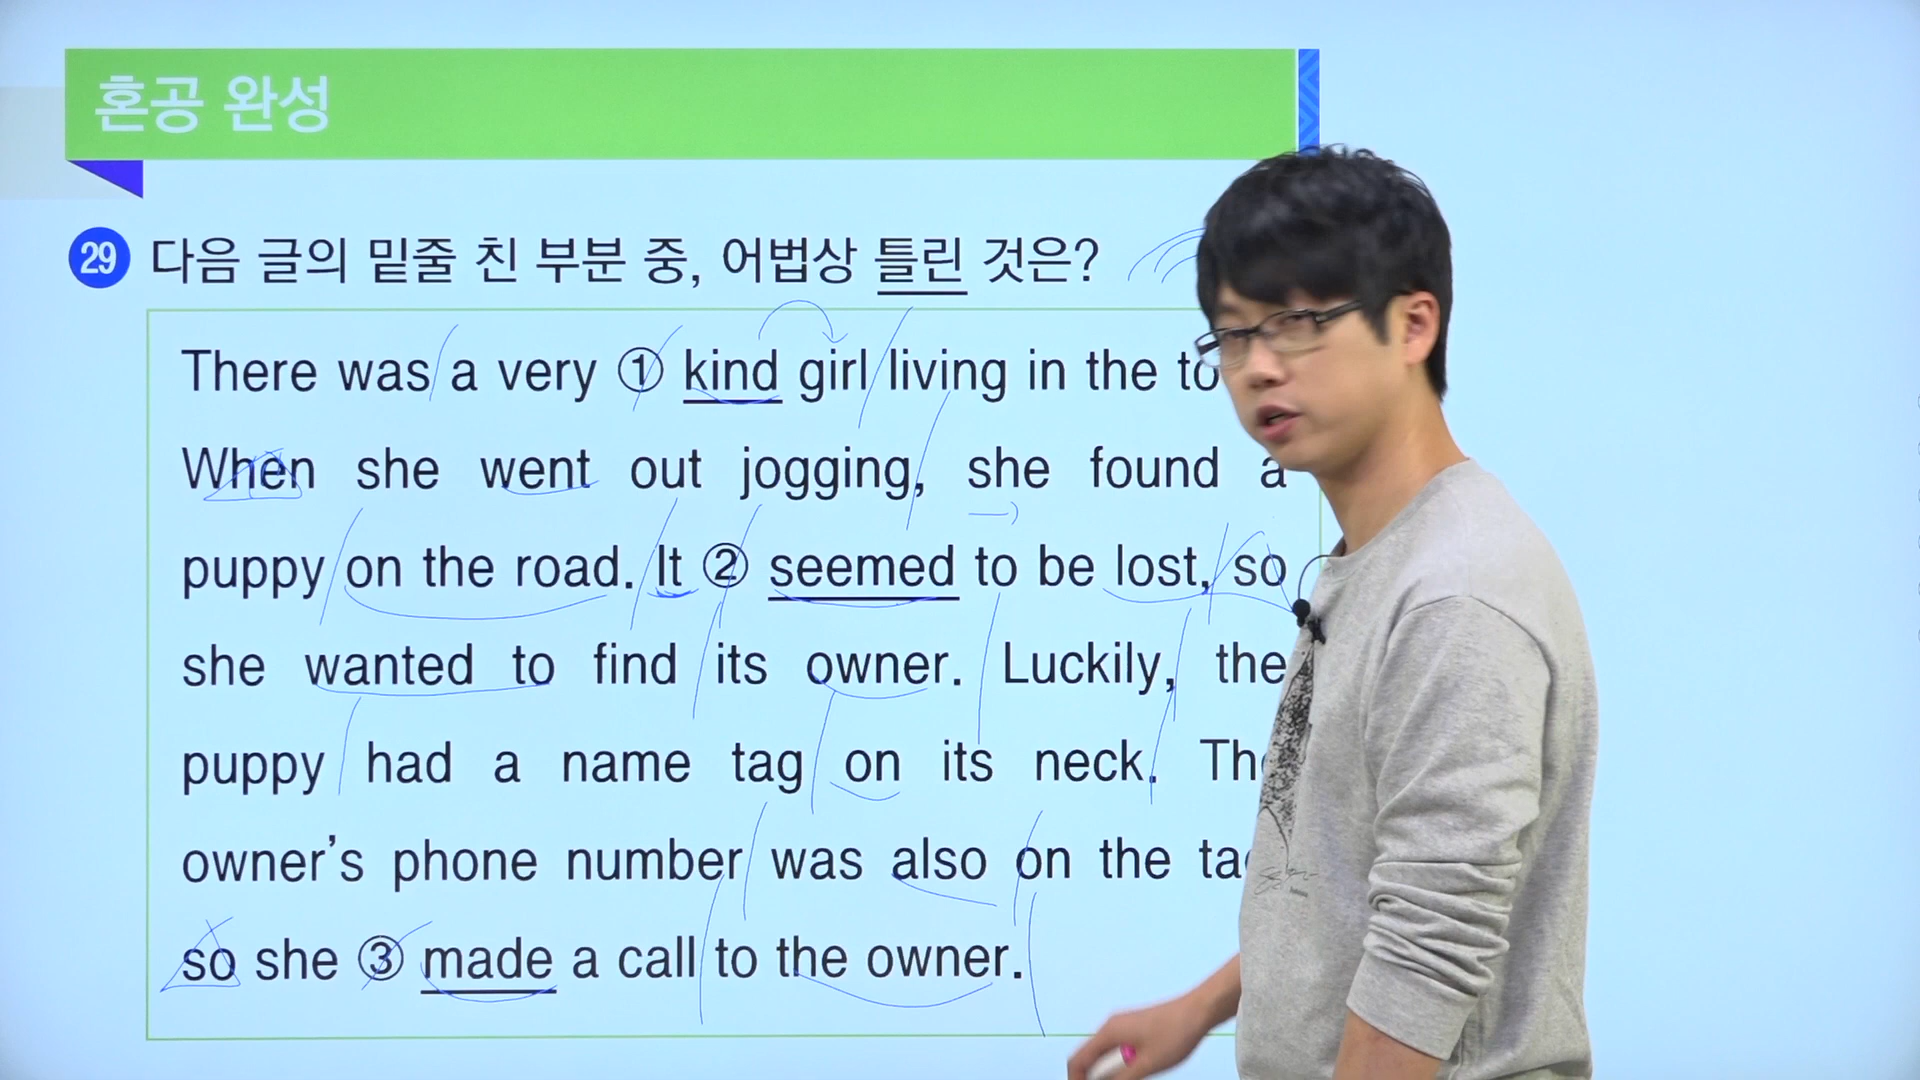 혼공 완성
29 다음 글의 밑줄 친 부분 중, 어법상 틀린 것은?
There was a very ① kind girl living in the
When she went out jogging, she found a
puppy on the road. It ② seemed to be lost, so
she wanted to find its owner. Luckily, the
puppy had a name tag on its neck.
owner's phone number was also on the
so she ③ made a call to the owner.